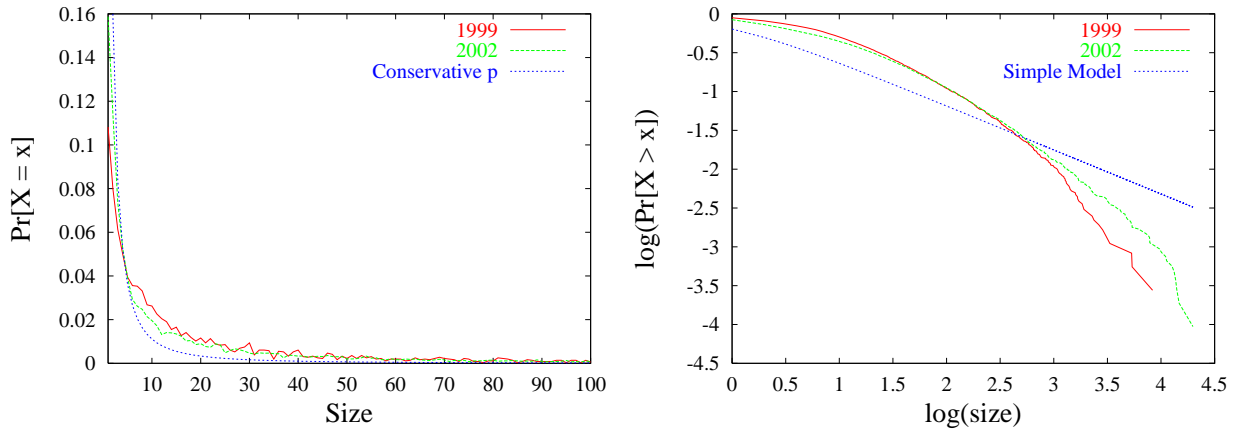 0.16
0.14
0.12
0.1
0.08
0.06
0.04
0.02
0
Pr[X = x]
10 20 30 40 50 60 70 80 90 100
Size
1999
2002
Conservative p
0
-0.5
-1
-1.5
-2
-2.5
-3
-3.5
-4
-4.5
log(Pr[X > x])
0 0.5 1 1.5 2 2.5 3 3.5 4 4.5
log(size)
1999
2002
Simple Model